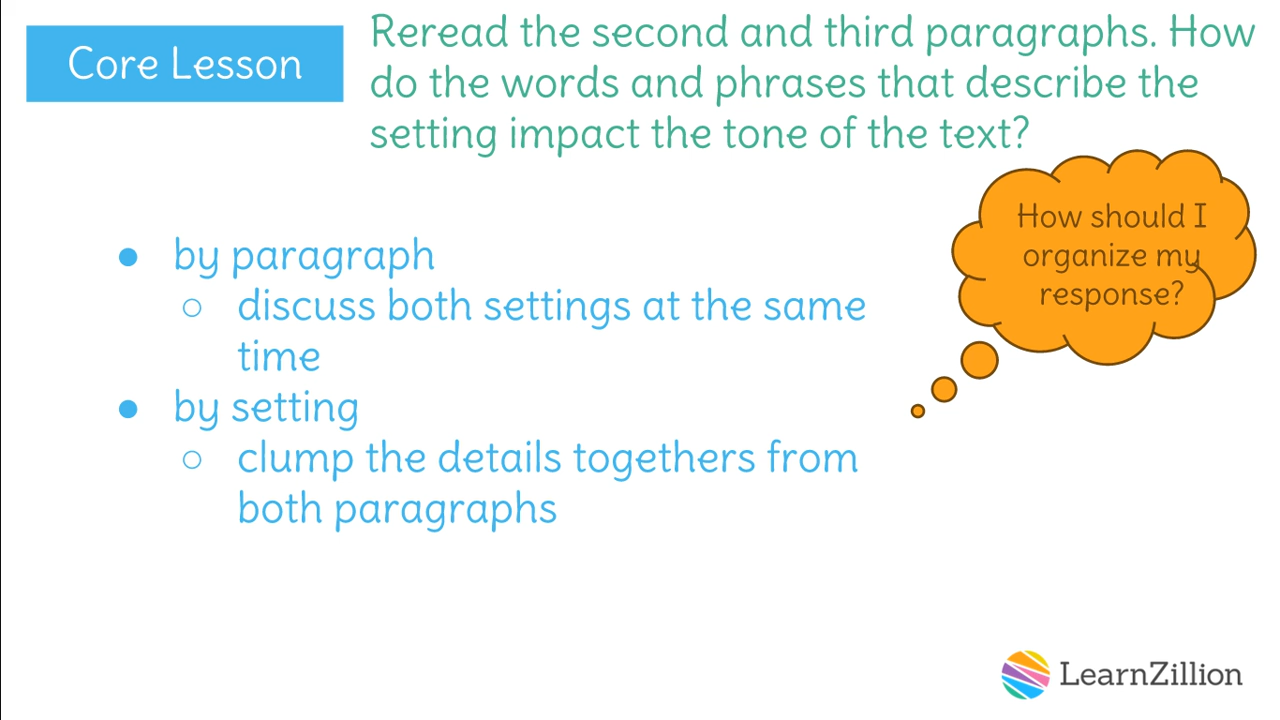 Core Lesson
Reread the second and third paragraphs. How
do the words and phrases that describe the
setting impact the tone of the text?
How should I
organize my
response?
● by paragraph
○ discuss both settings at the same
time
● by setting
○ clump the details togethers from
both paragraphs
LearnZillion